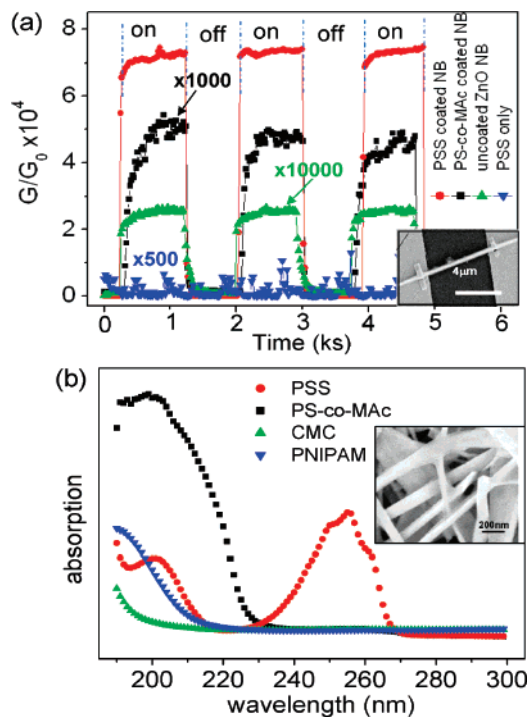 (a)
on off on off on
x1000
x10000
x500
PSS coated NB
PS-co-MAc coated NB
uncoated ZnO NB
PSS only
4μm
G/G0 x10⁴
8
6
4
2
0
0 1 2 3 4 5 6
Time (ks)
(b)
PSS
PS-co-MAc
CMC
PNIPAM
200nm
absorption
200 220 240 260 280 300
wavelength (nm)